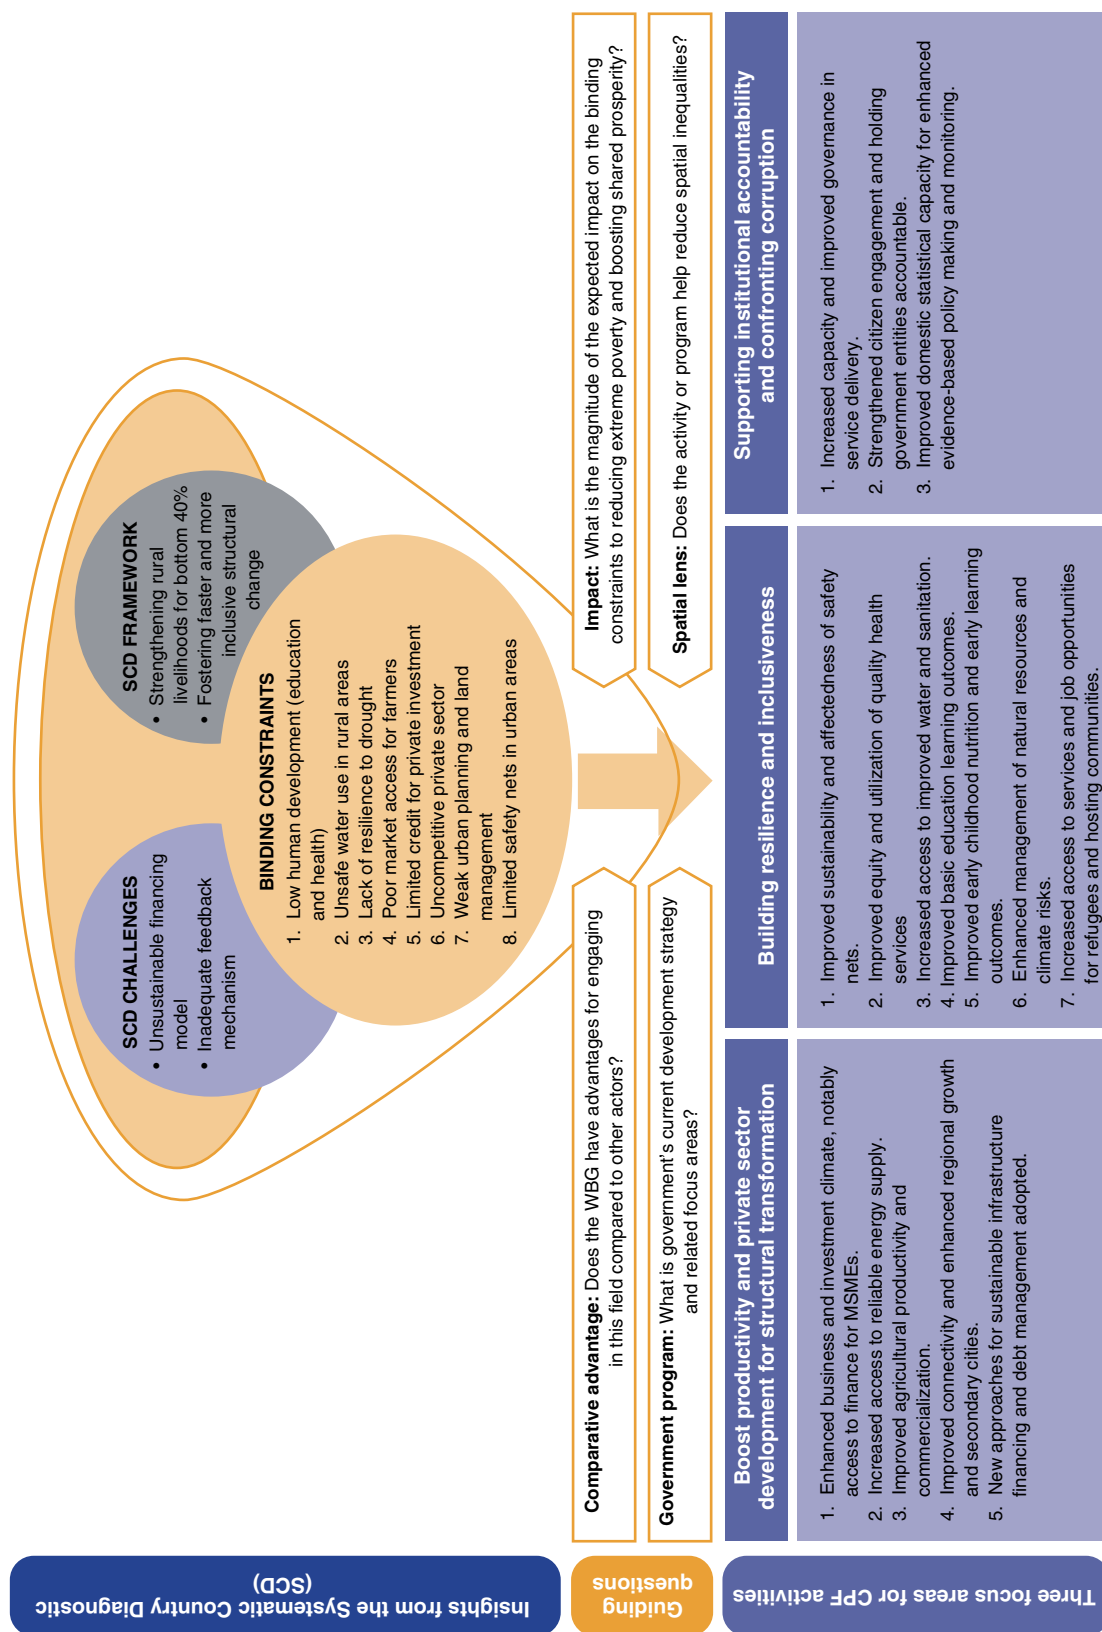 Insights from the Systematic Country Diagnostic
(SCD)
SCD CHALLENGES
• Unsustainable financing
model
• Inadequate feedback
mechanism
SCD FRAMEWORK
• Strengthening rural
livelihoods for bottom 40%
• Fostering faster and more
inclusive structural
change
BINDING CONSTRAINTS
1. Low human development (education
and health)
2. Unsafe water use in rural areas
3. Lack of resilience to drought
4. Poor market access for farmers
5. Limited credit for private investment
6. Uncompetitive private sector
7. Weak urban planning and land
management
8. Limited safety nets in urban areas
Guiding
questions
Comparative advantage: Does the WBG have advantages for engaging
in this field compared to other actors?
Impact: What is the magnitude of the expected impact on the binding
constraints to reducing extreme poverty and boosting shared prosperity?
Government program: What is government's current development strategy
and related focus areas?
Spatial lens: Does the activity or program help reduce spatial inequalities?
Three focus areas for CPF activities
Boost productivity and private sector
development for structural transformation
1. Enhanced business and investment climate, notably
access to finance for MSMEs.
2. Increased access to reliable energy supply.
3. Improved agricultural productivity and
commercialization.
4. Improved connectivity and enhanced regional growth
and secondary cities.
5. New approaches for sustainable infrastructure
financing and debt management adopted.
Building resilience and inclusiveness
1. Improved sustainability and affectedness of safety
nets.
2. Improved equity and utilization of quality health
services
3. Increased access to improved water and sanitation.
4. Improved basic education learning outcomes.
5. Improved early childhood nutrition and early learning
outcomes.
6. Enhanced management of natural resources and
climate risks.
7. Increased access to services and job opportunities
for refugees and hosting communities.
Supporting institutional accountability
and confronting corruption
1. Increased capacity and improved governance in
service delivery.
2. Strengthened citizen engagement and holding
government entities accountable.
3. Improved domestic statistical capacity for enhanced
evidence-based policy making and monitoring.